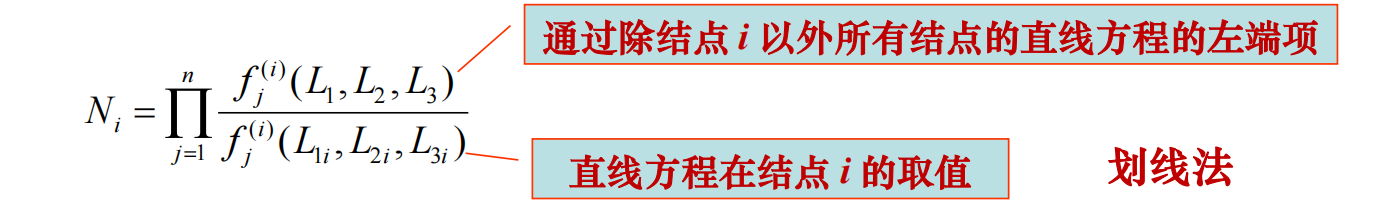 通过除结点 i 以外所有结点的直线方程的左端项
N_i = \prod_{j=1}^{n} \frac{f_j^{(i)}(L_1, L_2, L_3)}{f_j^{(i)}(L_{1i}, L_{2i}, L_{3i})}
直线方程在结点 i 的取值
划线法